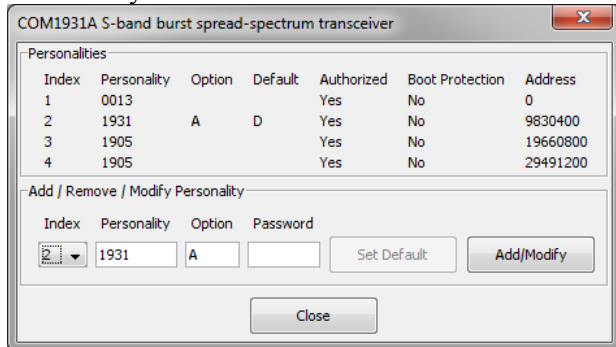 COM1931A S-band burst spread-spectrum transceiver
Personalities
Index Personality Option Default Authorized Boot Protection Address
1 0013 Yes No 0
2 1931 A D Yes No 9830400
3 1905 Yes No 19660800
4 1905 Yes No 29491200
Add / Remove / Modify Personality
Index Personality Option Password
2 1931 A Set Default Add/Modify
Close